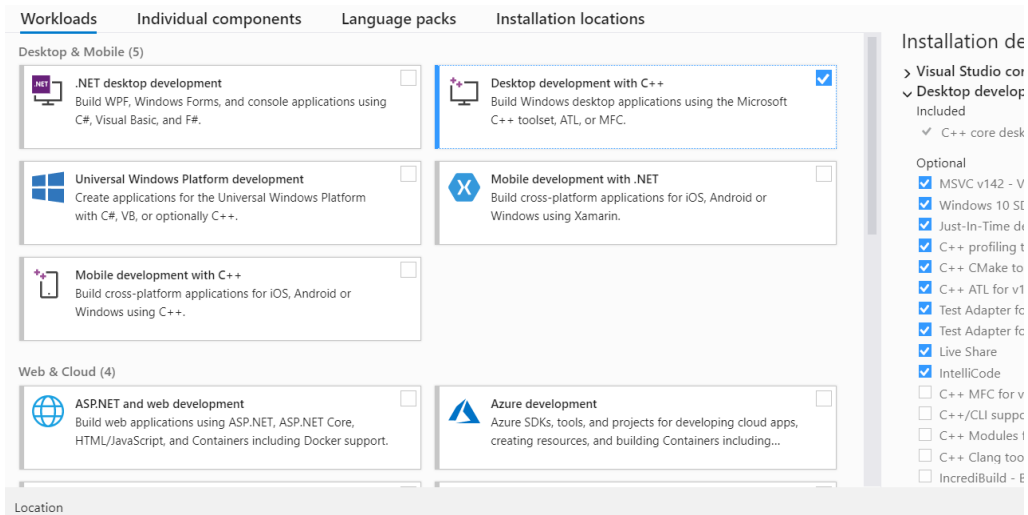 Workloads
Individual components
Language packs
Installation locations
Desktop & Mobile (5)
.NET
.NET desktop development
Build WPF, Windows Forms, and console applications using
C#, Visual Basic, and F#.
Desktop development with C++
Build Windows desktop applications using the Microsoft
C++ toolset, ATL, or MFC.
Universal Windows Platform development
Create applications for the Universal Windows Platform
with C#, VB, or optionally C++.
Mobile development with .NET
Build cross-platform applications for iOS, Android or
Windows using Xamarin.
Mobile development with C++
Build cross-platform applications for iOS, Android or
Windows using C++.
Web & Cloud (4)
ASP.NET and web development
Build web applications using ASP.NET, ASP.NET Core,
HTML/JavaScript, and Containers including Docker support.
Azure development
Azure SDKs, tools, and projects for developing cloud apps,
creating resources, and building Containers including...
Installation de
Visual Studio cor
Desktop develop
Included
C++ core desk
Optional
MSVC v142 - V
Windows 10 SD
Just-In-Time de
C++ profiling t
C++ CMake to
C++ ATL for v1
Test Adapter fo
Test Adapter fo
Live Share
IntelliCode
C++ MFC for v
C++/CLI suppo
C++ Modules f
C++ Clang too
IncrediBuild - B
Location